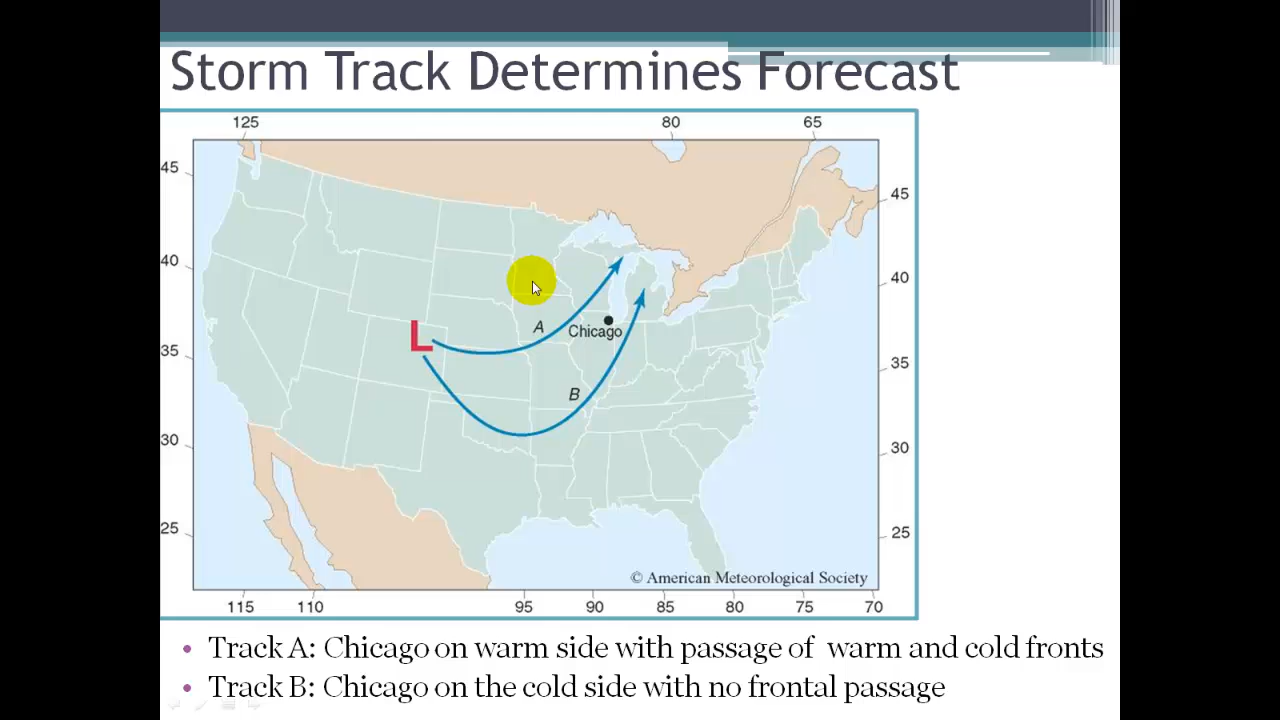 Storm Track Determines Forecast
125 80 65
45 45
40 40
L
A Chicago
35 35
B
30 30
25 25
© American Meteorological Society
115 110 95 90 85 80 75 70
• Track A: Chicago on warm side with passage of warm and cold fronts
• Track B: Chicago on the cold side with no frontal passage